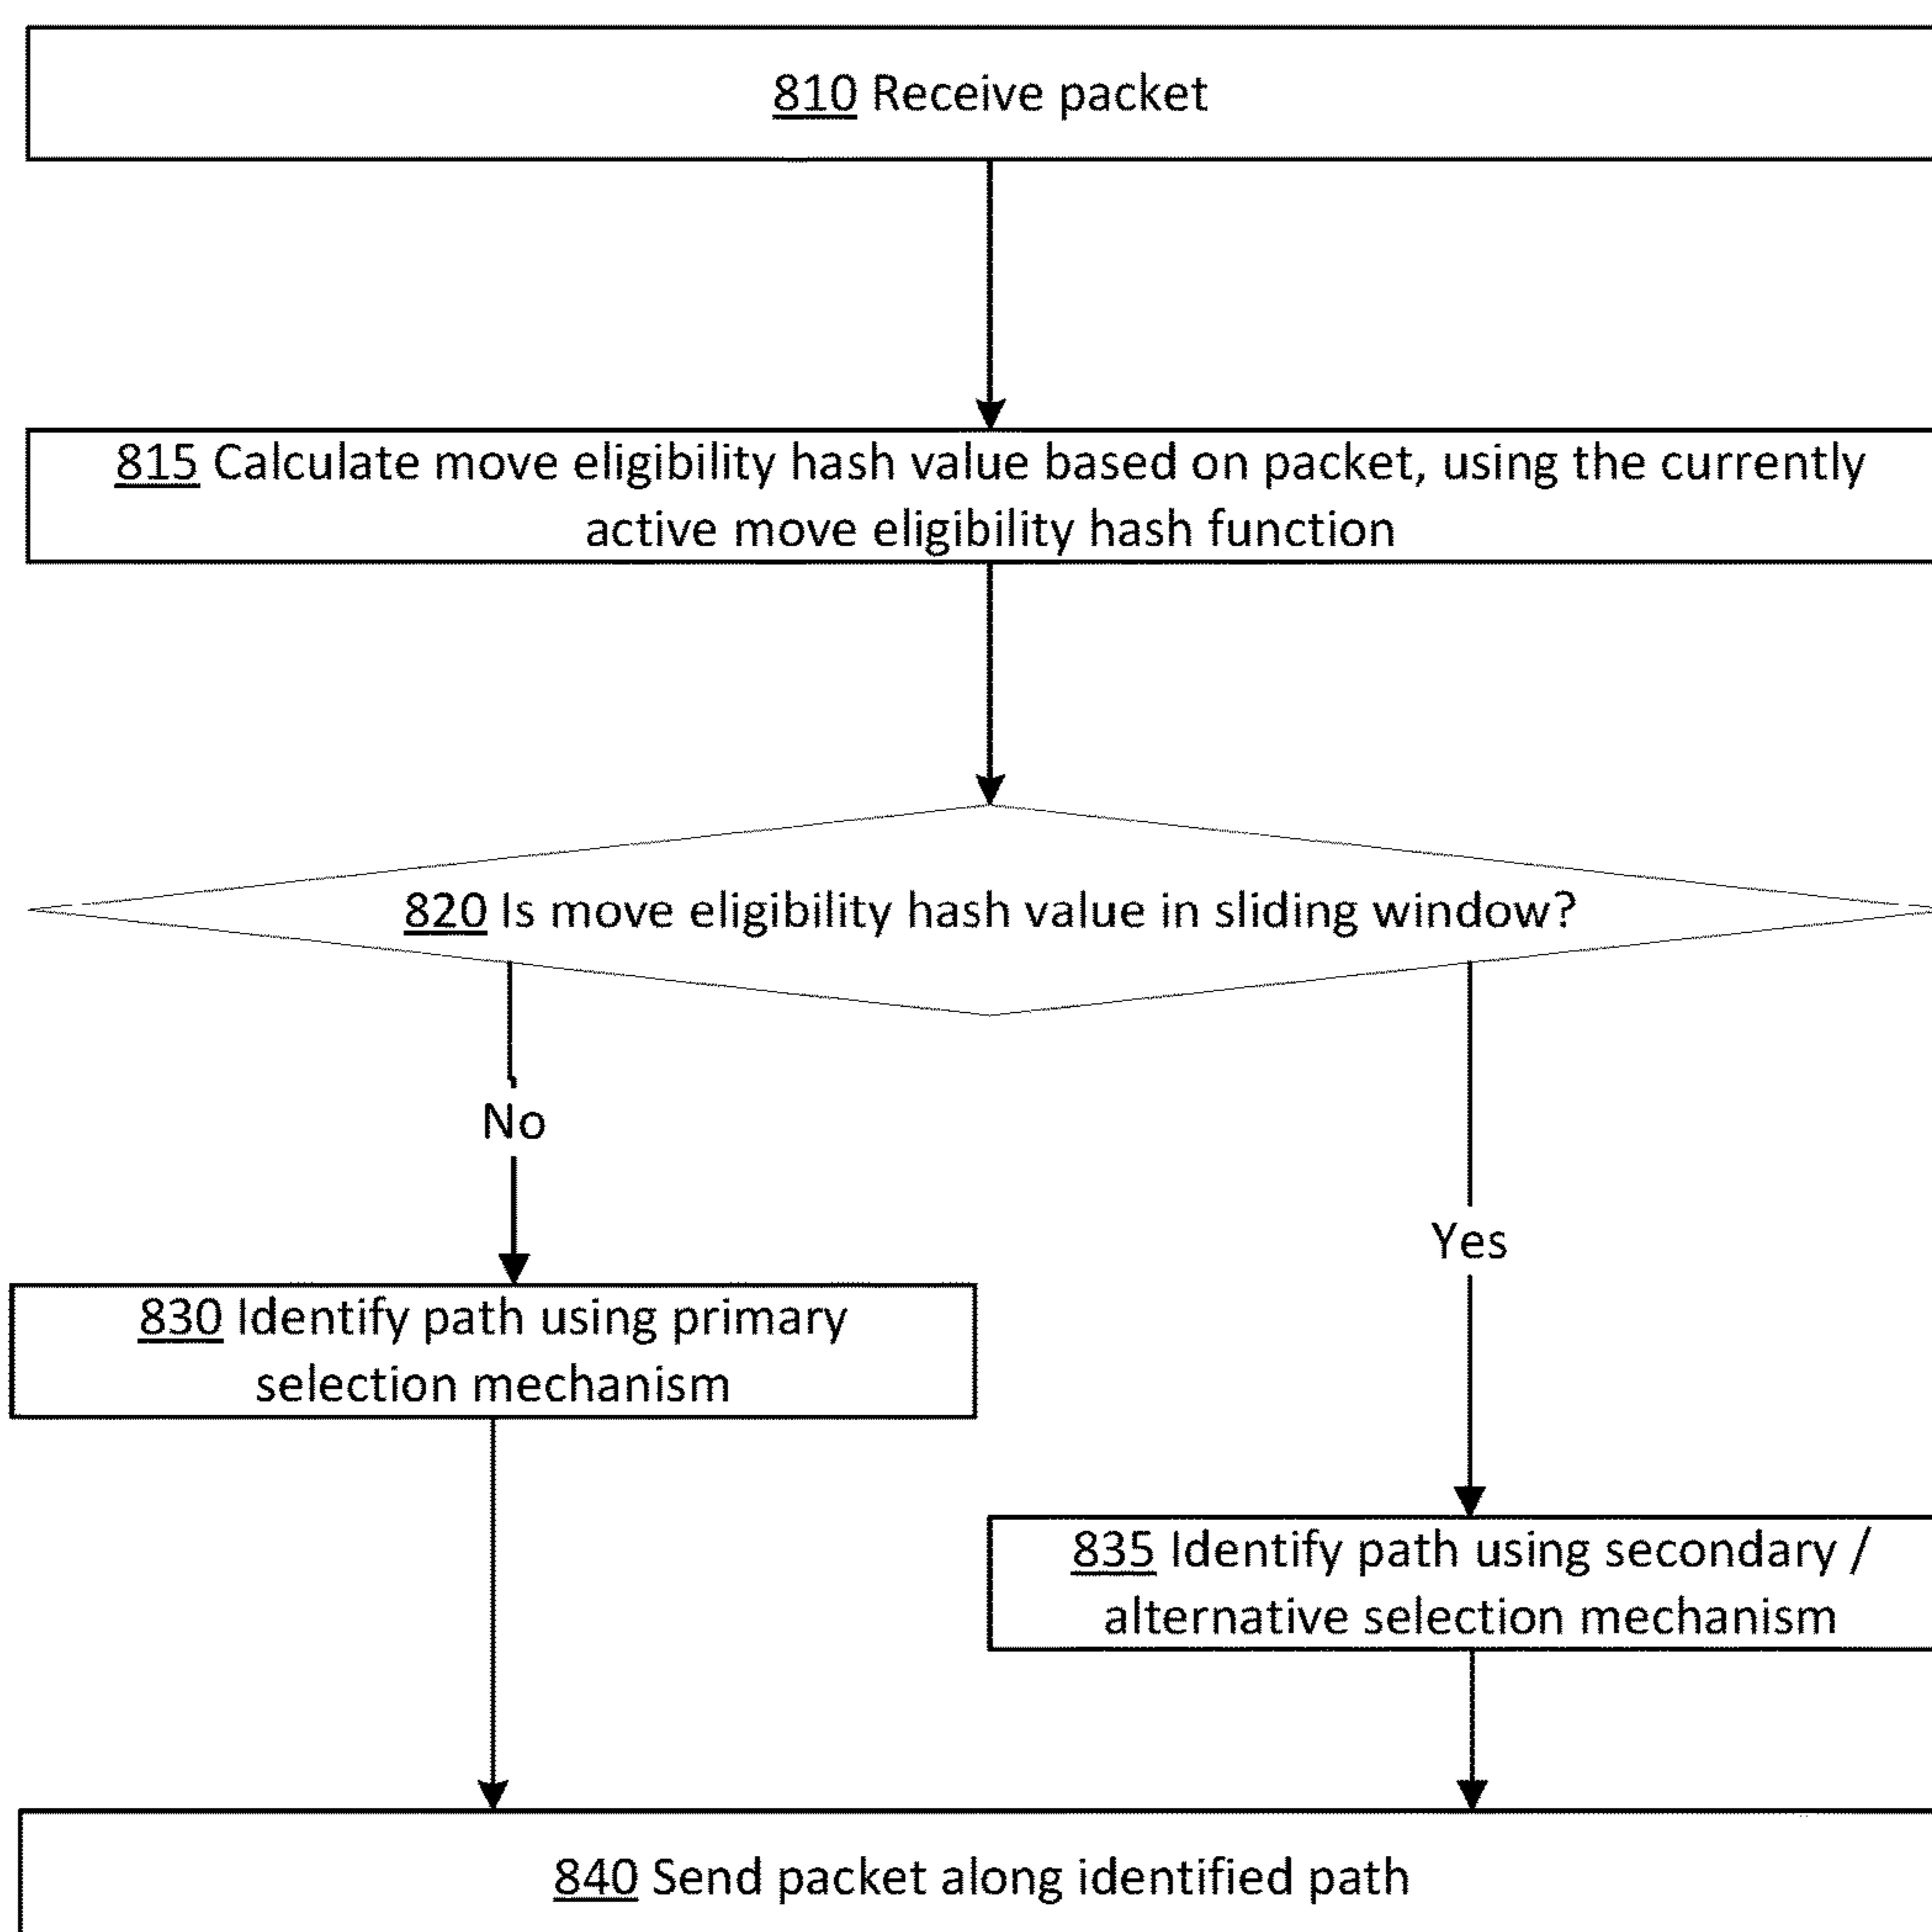 810 Receive packet
815 Calculate move eligibility hash value based on packet, using the currently
active move eligibility hash function
820 Is move eligibility hash value in sliding window?
No
Yes
830 Identify path using primary
selection mechanism
835 Identify path using secondary /
alternative selection mechanism
840 Send packet along identified path